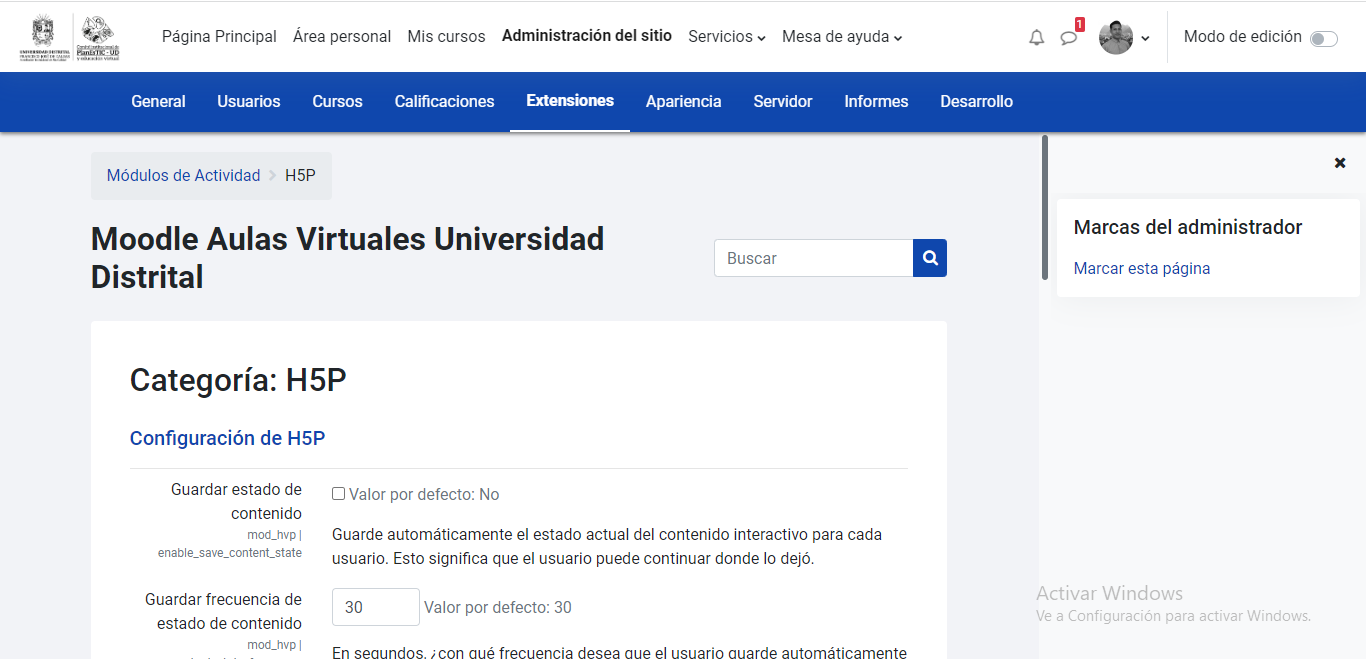 UNIVERSIDAD DISTRITAL
PlanEsTIC - UD
Página Principal Área personal Mis cursos Administración del sitio Servicios Mesa de ayuda 1 Modo de edición
General Usuarios Cursos Calificaciones Extensiones Apariencia Servidor Informes Desarrollo
Módulos de Actividad H5P
Moodle Aulas Virtuales Universidad
Distrital
Buscar
Categoría: H5P
Configuración de H5P
Guardar estado de
contenido
mod_hvp |
enable_save_content_state
Valor por defecto: No
Guarde automáticamente el estado actual del contenido interactivo para cada
usuario. Esto significa que el usuario puede continuar donde lo dejó.
Guardar frecuencia de
estado de contenido
mod_hvp |
30 Valor por defecto: 30
En segundos, ¿con qué frecuencia desea que el usuario guarde automáticamente
Marcas del administrador
Marcar esta página
Activar Windows
Ve a Configuración para activar Windows.